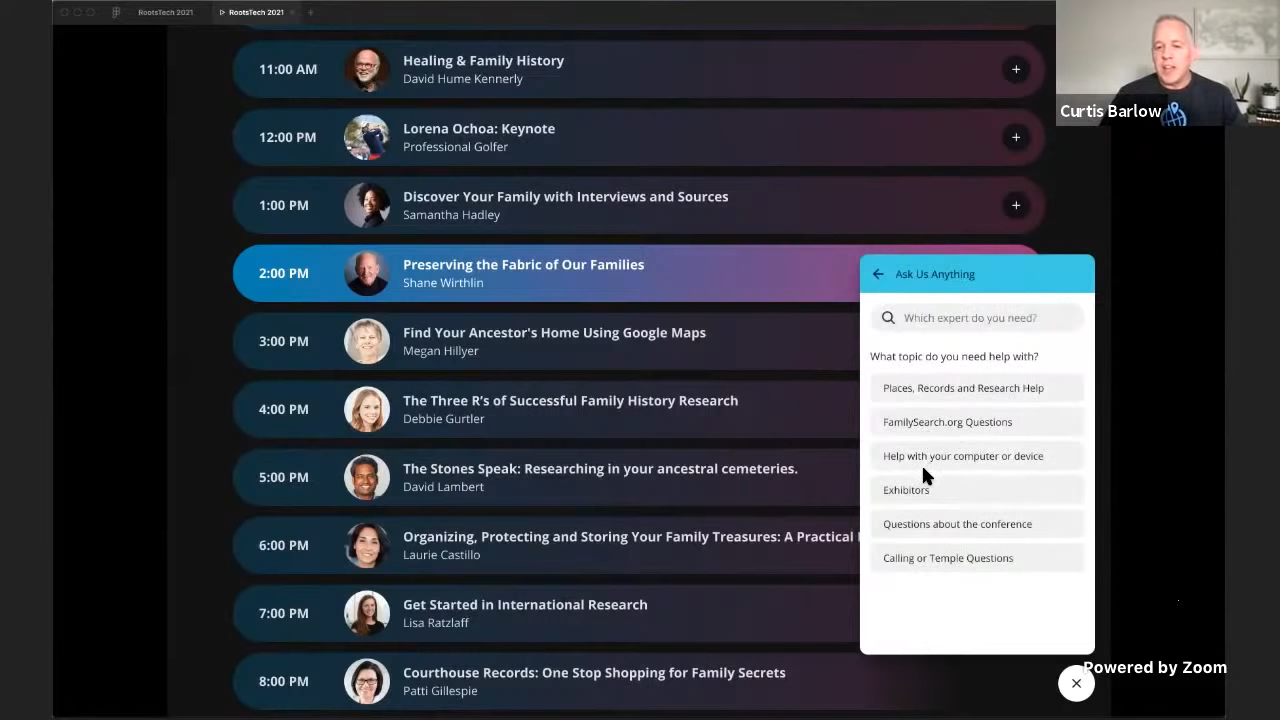 RootsTech 2021
RootsTech 2021
11:00 AM
Healing & Family History
David Hume Kennerly
Curtis Barlow
12:00 PM
Lorena Ochoa: Keynote
Professional Golfer
1:00 PM
Discover Your Family with Interviews and Sources
Samantha Hadley
2:00 PM
Preserving the Fabric of Our Families
Shane Wirthlin
3:00 PM
Find Your Ancestor's Home Using Google Maps
Megan Hillyer
4:00 PM
The Three R's of Successful Family History Research
Debbie Gurtler
5:00 PM
The Stones Speak: Researching in your ancestral cemeteries.
David Lambert
6:00 PM
Organizing, Protecting and Storing Your Family Treasures: A Practical
Laurie Castillo
7:00 PM
Get Started in International Research
Lisa Ratzlaff
8:00 PM
Courthouse Records: One Stop Shopping for Family Secrets
Patti Gillespie
Ask Us Anything
Which expert do you need?
What topic do you need help with?
Places, Records and Research Help
FamilySearch.org Questions
Help with your computer or device
Exhibitors
Questions about the conference
Calling or Temple Questions
Powered by Zoom